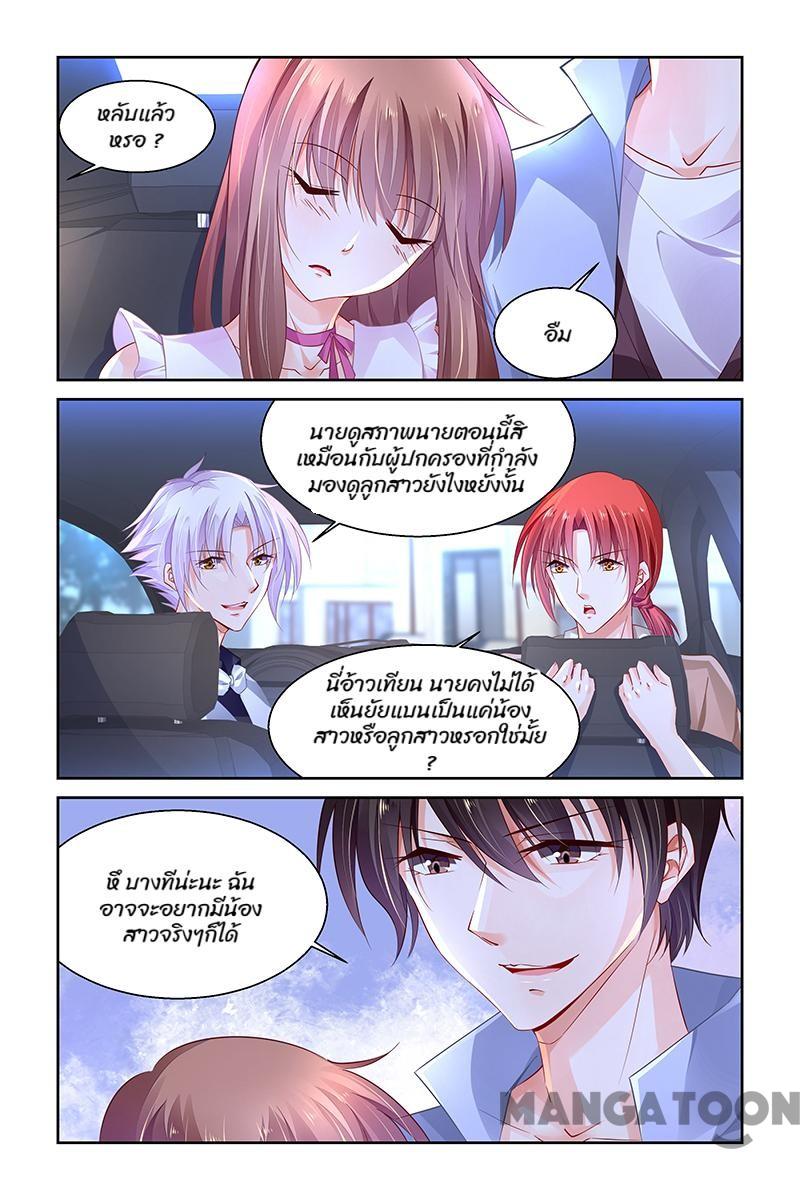 หลับแล้ว
หรอ ?
อืม
นายดูสภาพนายตอนนี้สิ
เหมือนกับผู้ปกครองที่กำลัง
มองดูลูกสาวยังไงหยั่งงั้น
นี่อ้าวเทียน นายคงไม่ได้
เห็นยัยแบนเป็นแค่น้อง
สาวหรือลูกสาวหรอกใช่มั้ย
?
หึ บางทีน่ะนะ ฉัน
อาจจะอยากมีน้อง
สาวจริงๆก็ได้
MANGATOON